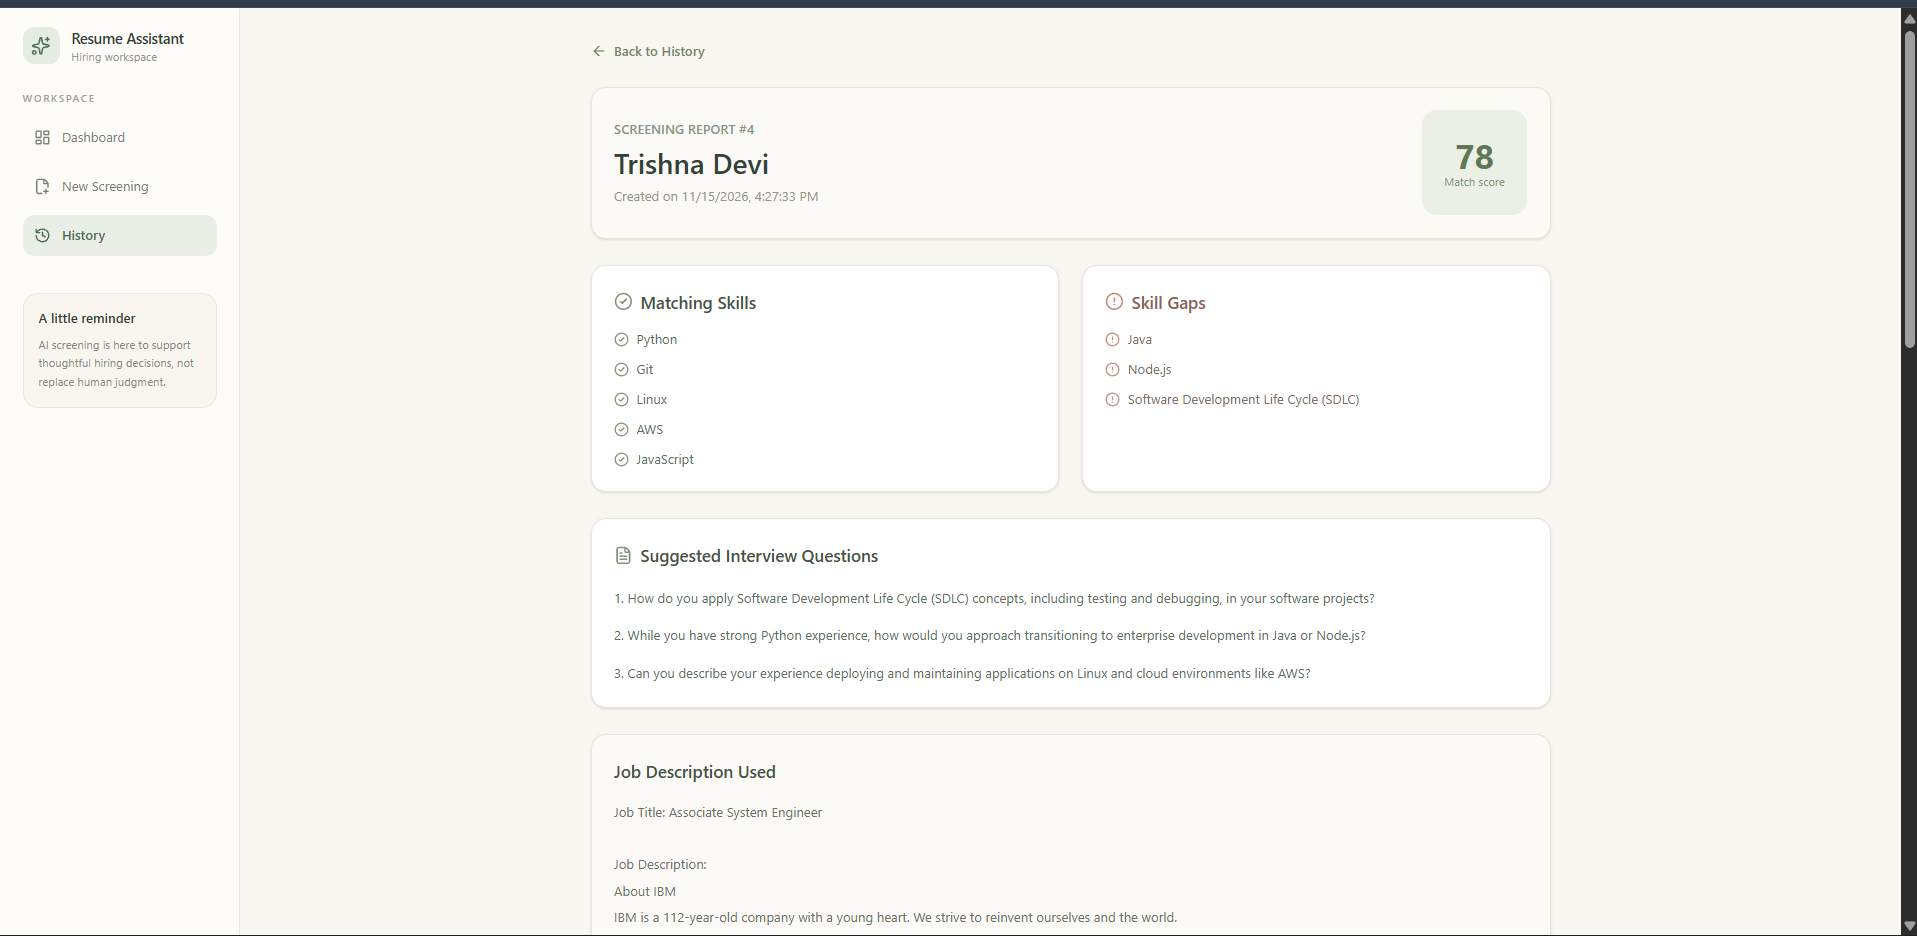 Resume Assistant
Hiring workspace
WORKSPACE
Dashboard
New Screening
History
A little reminder
AI screening is here to support
thoughtful hiring decisions, not
replace human judgment.
Back to History
SCREENING REPORT #4
Trishna Devi
Created on 11/15/2026, 4:27:33 PM
78
Match score
Matching Skills
Python
Git
Linux
AWS
JavaScript
Skill Gaps
Java
Node.js
Software Development Life Cycle (SDLC)
Suggested Interview Questions
1. How do you apply Software Development Life Cycle (SDLC) concepts, including testing and debugging, in your software projects?
2. While you have strong Python experience, how would you approach transitioning to enterprise development in Java or Node.js?
3. Can you describe your experience deploying and maintaining applications on Linux and cloud environments like AWS?
Job Description Used
Job Title: Associate System Engineer
Job Description:
About IBM
IBM is a 112-year-old company with a young heart. We strive to reinvent ourselves and the world.